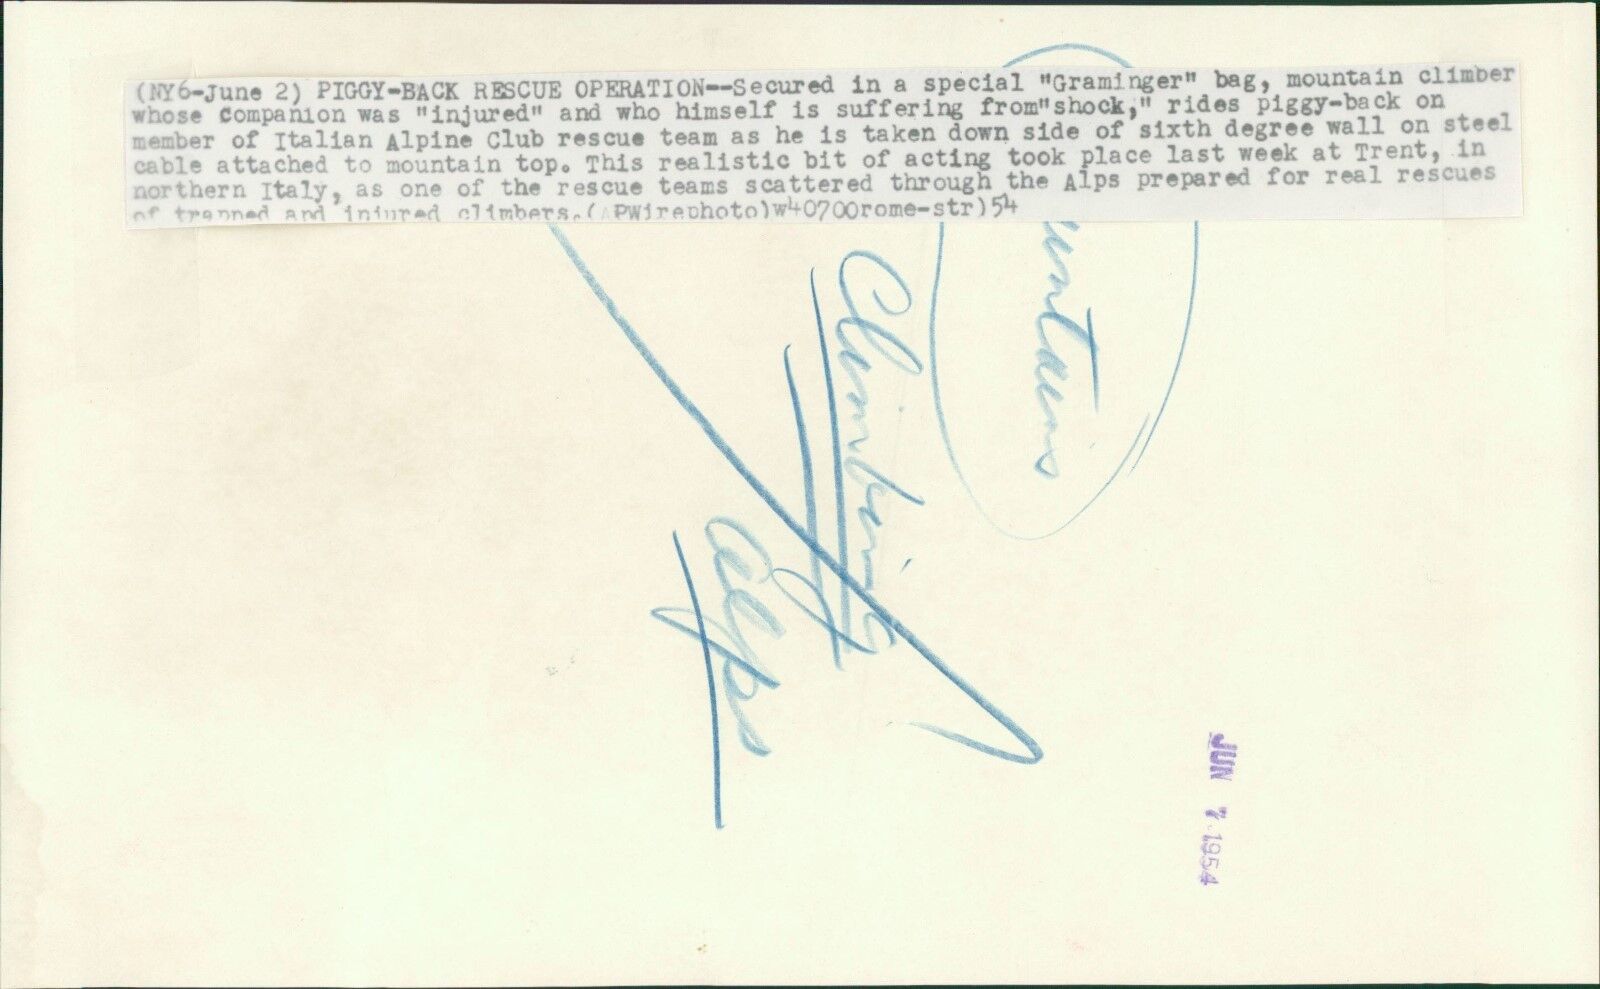 (NY6-June 2) PIGGY-BACK RESCUE OPERATION--Secured in a special "Graminger" bag, mountain climber
whose Companion was "injured" and who himself is suffering from"shock," rides piggy-back on
member of Italian Alpine Club rescue team as he is taken down side of sixth degree wall on steel
cable attached to mountain top. This realistic bit of acting took place last week at Trent, in
northern Italy, as one of the rescue teams scattered through the Alps prepared for real rescues
of trapped and injured climbers.(APWirephoto)w40700rome-str)54
untains
Climbing
Alps
JUN 7 1954